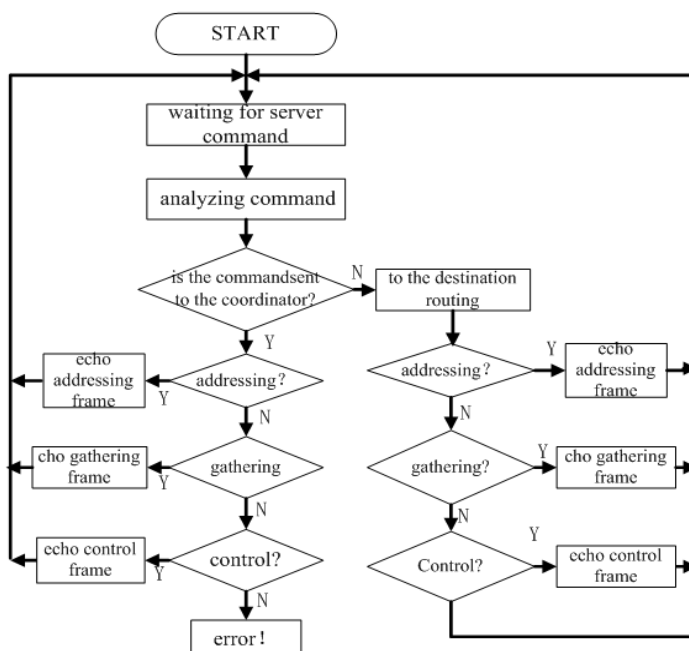 START
waiting for server
command
analyzing command
is the commandsent
to the coordinator?
N
to the destination
routing
Y
echo
addressing
frame
Y
addressing?
N
addressing?
Y
echo
addressing
frame
N
cho gathering
frame
Y
gathering
N
gathering?
Y
cho gathering
frame
N
echo control
frame
Y
control?
N
Control?
Y
echo control
frame
error!